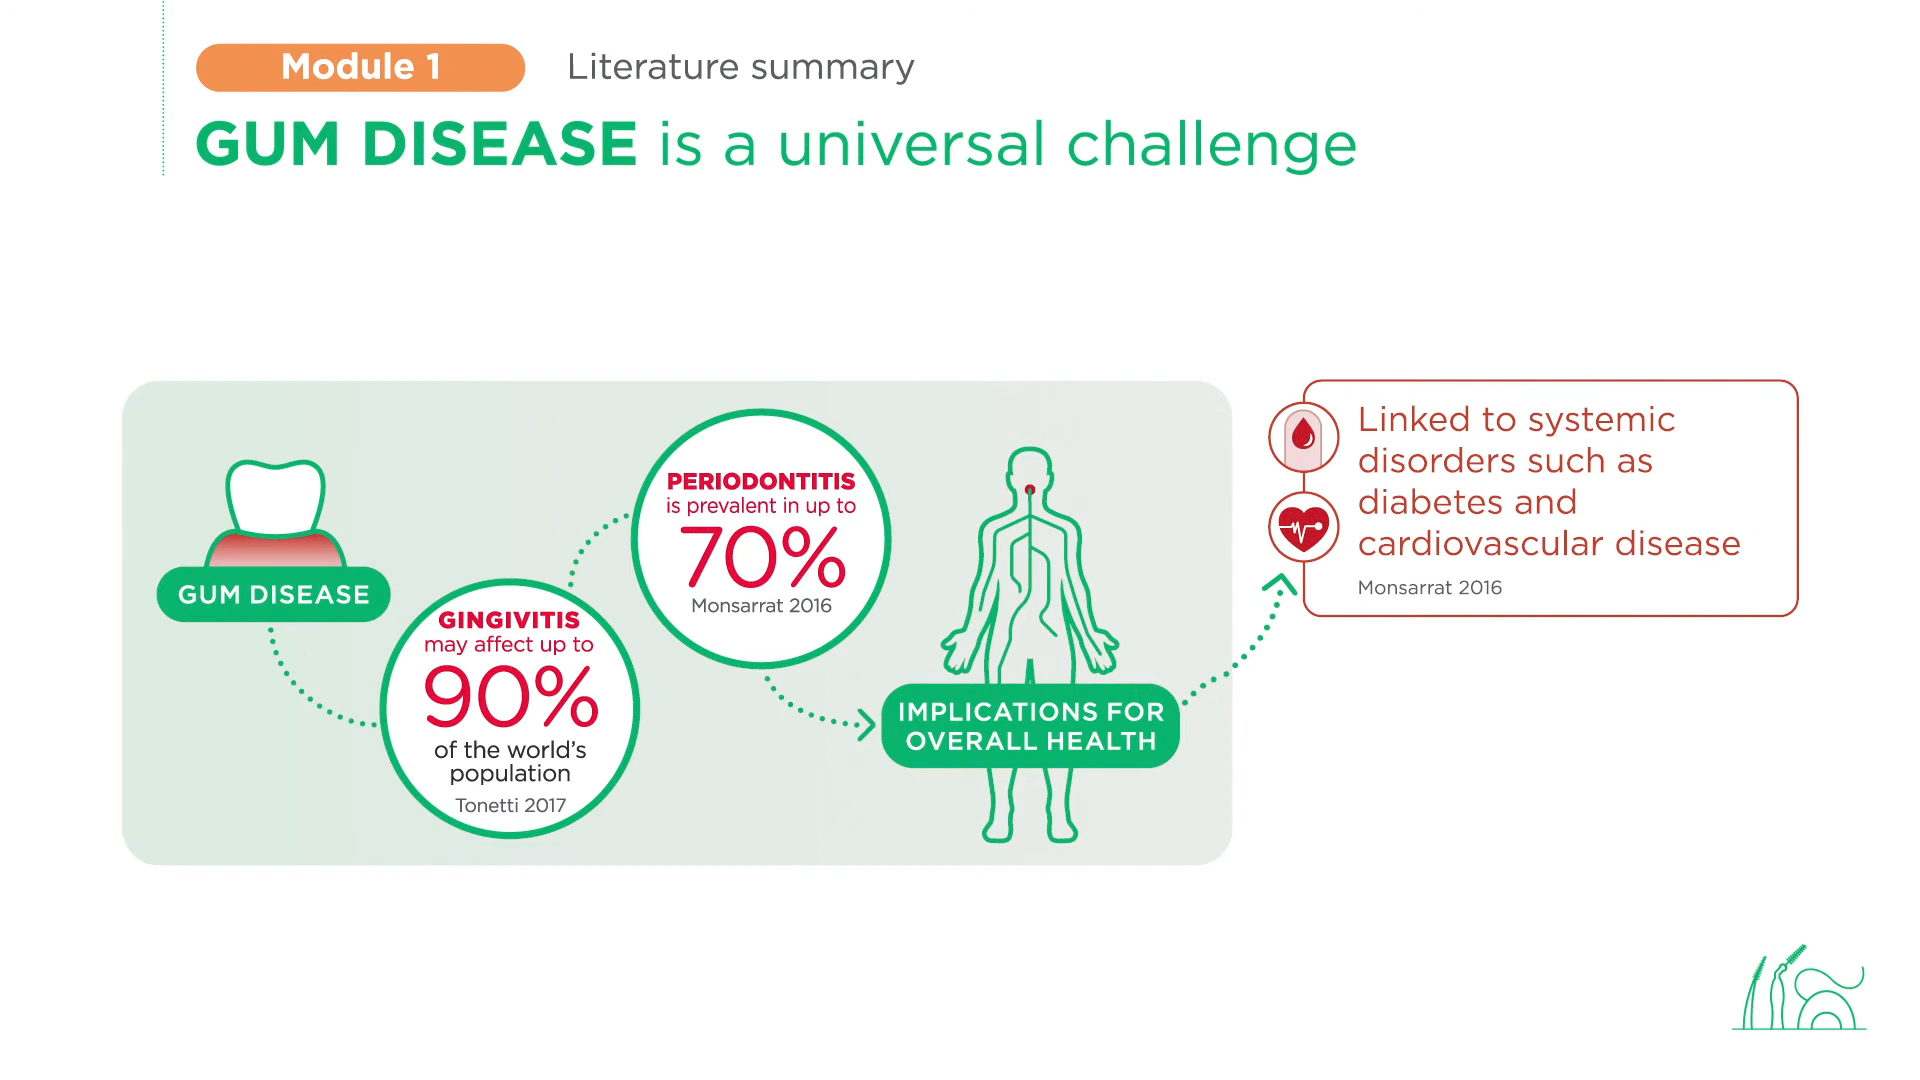 Module 1
Literature summary
GUM DISEASE is a universal challenge
GUM DISEASE
GINGIVITIS
may affect up to
90%
of the world's
population
Tonetti 2017
PERIODONTITIS
is prevalent in up to
70%
Monsarrat 2016
IMPLICATIONS FOR
OVERALL HEALTH
Linked to systemic
disorders such as
diabetes and
cardiovascular disease
Monsarrat 2016